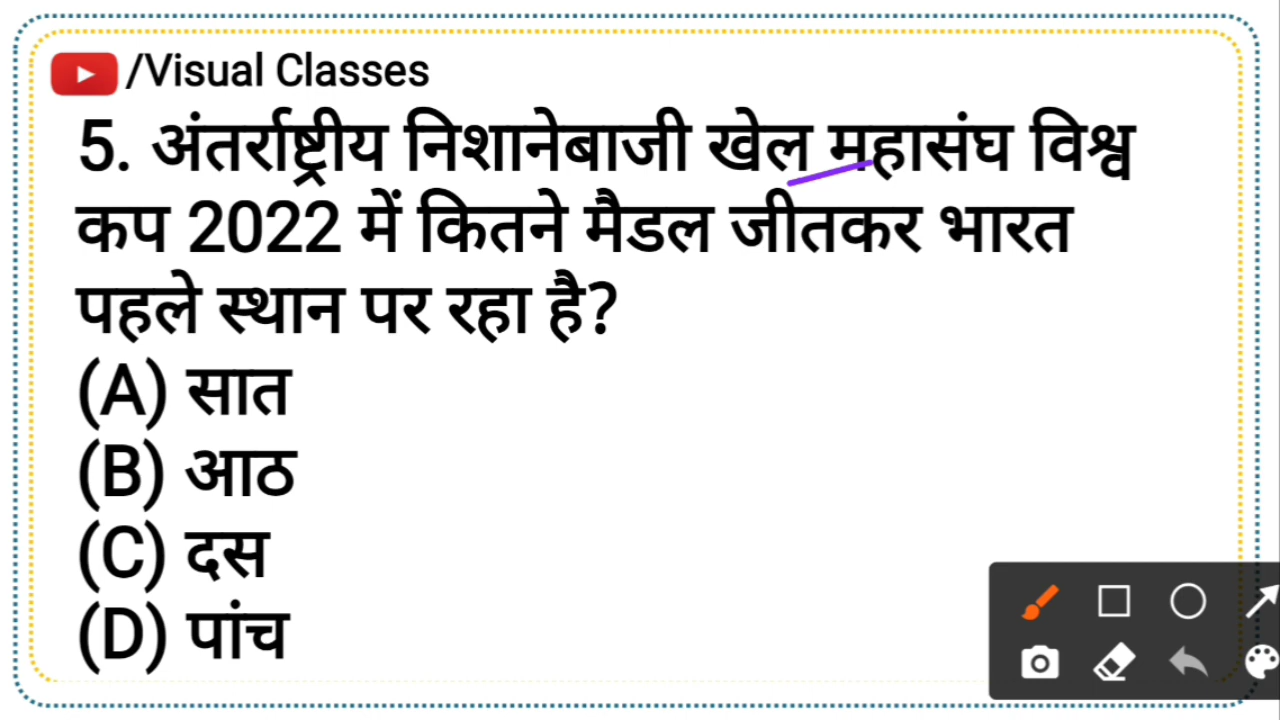 /Visual Classes
5. अंतर्राष्ट्रीय निशानेबाजी खेल महासंघ विश्व
कप 2022 में कितने मैडल जीतकर भारत
पहले स्थान पर रहा है?
(A) सात
(B) आठ
(C) दस
(D) पांच